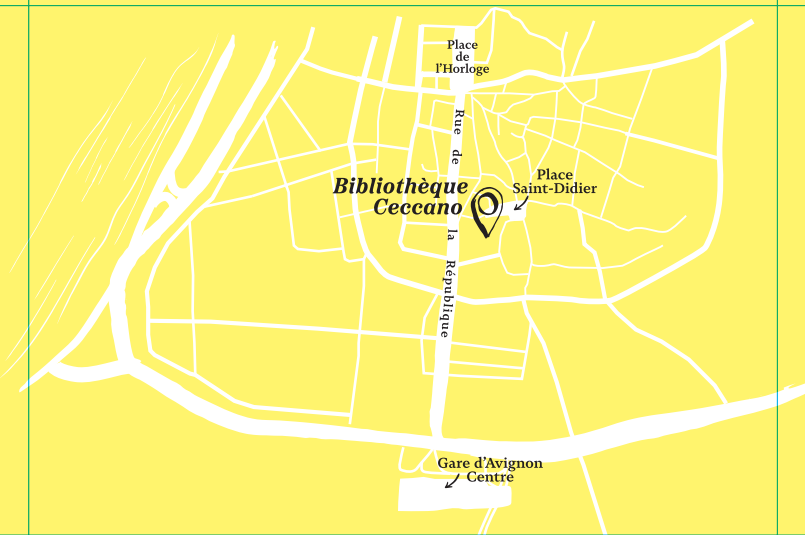 Place
de
l'Horloge
Rue de la République
Bibliothèque
Ceccano
Place
Saint-Didier
Gare d'Avignon
Centre